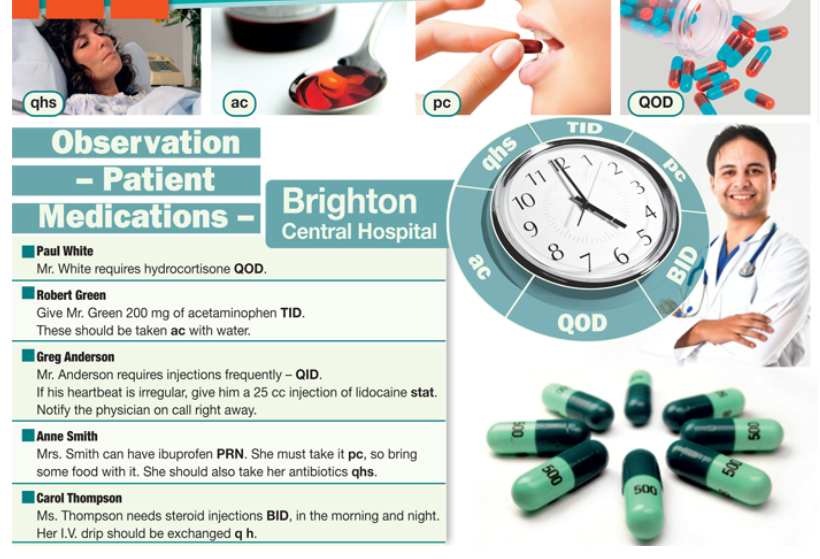 qhs
ac
pc
QOD
Observation
– Patient
Medications –
Brighton
Central Hospital
Paul White
Mr. White requires hydrocortisone QOD.
Robert Green
Give Mr. Green 200 mg of acetaminophen TID.
These should be taken ac with water.
Greg Anderson
Mr. Anderson requires injections frequently – QID.
If his heartbeat is irregular, give him a 25 cc injection of lidocaine stat.
Notify the physician on call right away.
Anne Smith
Mrs. Smith can have ibuprofen PRN. She must take it pc, so bring
some food with it. She should also take her antibiotics qhs.
Carol Thompson
Ms. Thompson needs steroid injections BID, in the morning and night.
Her I.V. drip should be exchanged q h.
qhs
TID
pc
BID
QOD
ac
12
1
2
3
4
5
6
7
8
9
10
11
500
500
500
500
500
500